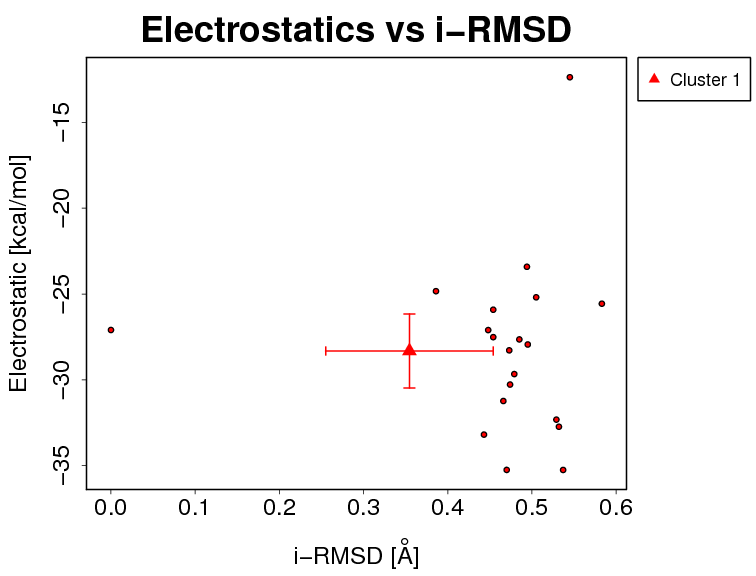 Electrostatics vs i−RMSD
Cluster 1
Electrostatic [kcal/mol]
−15
−20
−25
−30
−35
0.0 0.1 0.2 0.3 0.4 0.5 0.6
i−RMSD [Å]